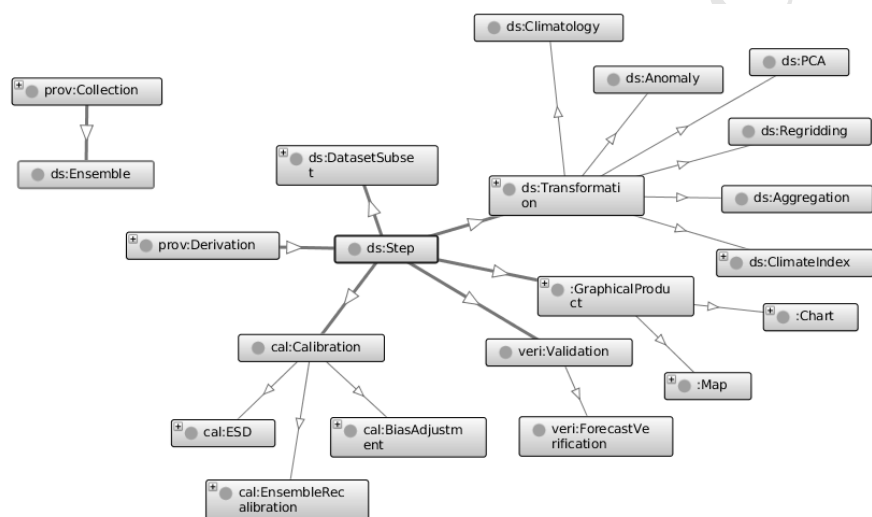 ds:Climatology
ds:PCA
ds:Anomaly
prov:Collection
ds:Regridding
ds:DatasetSubse
t
ds:Ensemble
ds:Transformati
on
ds:Aggregation
prov:Derivation
ds:Step
ds:ClimateIndex
:GraphicalProdu
ct
:Chart
cal:Calibration
veri:Validation
:Map
cal:ESD
cal:BiasAdjustm
ent
veri:ForecastVe
rification
cal:EnsembleRec
alibration